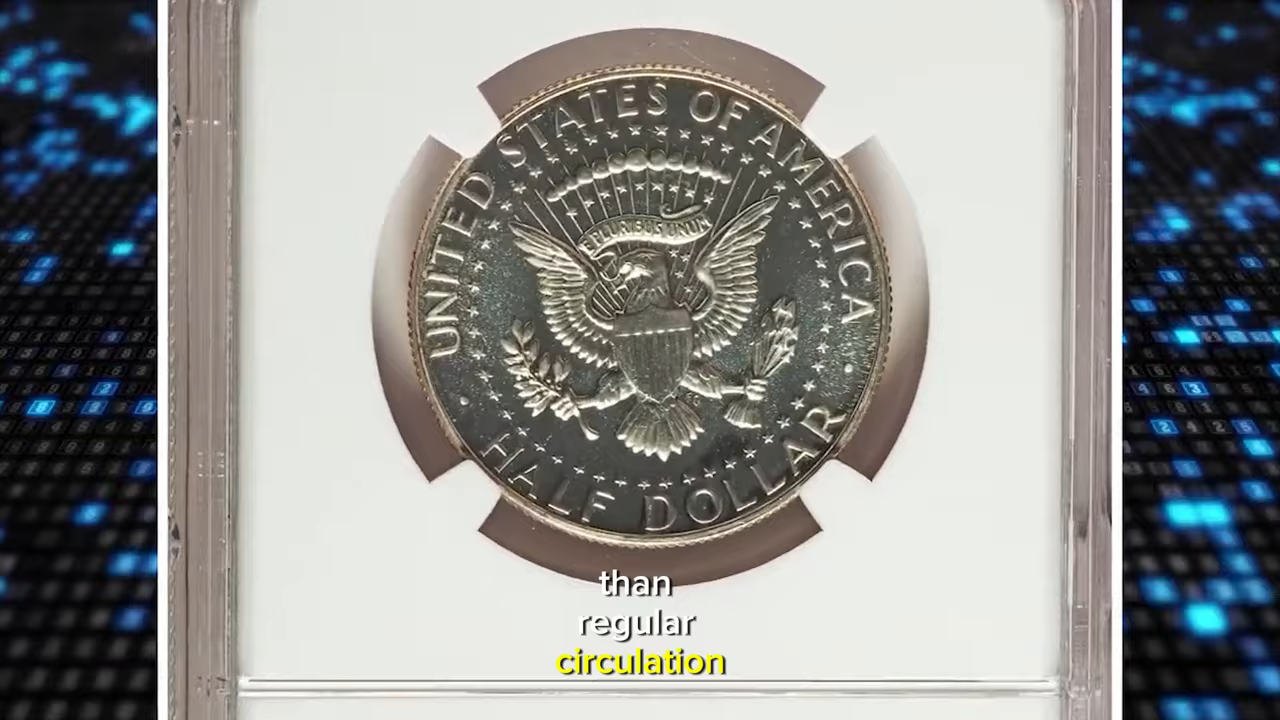 UNITED STATES OF AMERICA
E PLURIBUS UNUM
HALF DOLLAR
than
regular
circulation